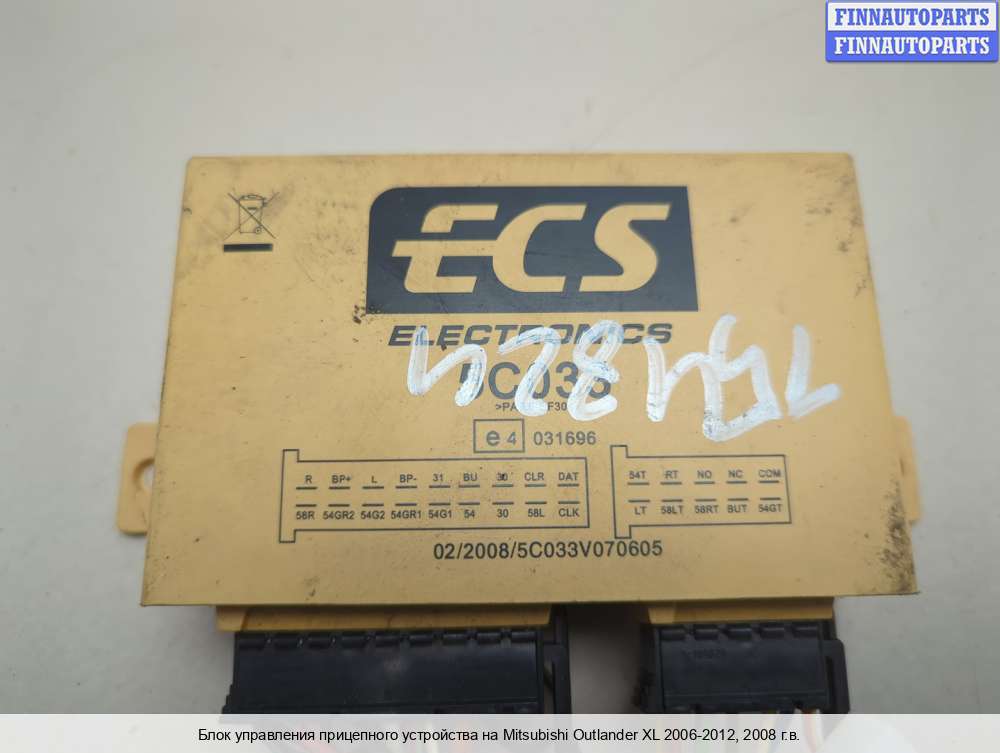 FINNAUTOPARTS
FINNAUTOPARTS
ECS
ELECTRONICS
5C033
e4 031696
R BP+ L BP- 31 BU 30 CLR DAT
58R 54GR2 54G2 54GR1 54G1 54 30 58L CLK
54T RT NO NC COM
LT 58LT 58RT BUT 54GT
02/2008/5C033V070605
Блок управления прицепного устройства на Mitsubishi Outlander XL 2006-2012, 2008 г.в.